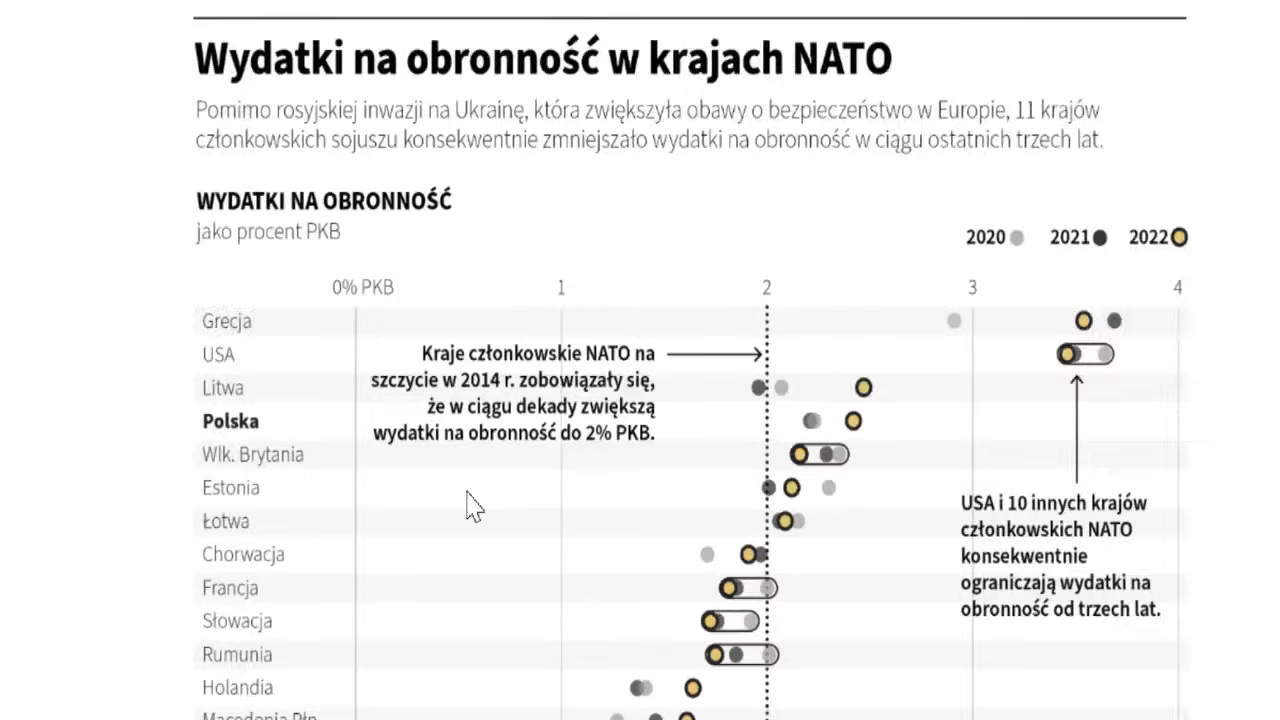 Wydatki na obronność w krajach NATO
Pomimo rosyjskiej inwazji na Ukrainę, która zwiększyła obawy o bezpieczeństwo w Europie, 11 krajów
członkowskich sojuszu konsekwentnie zmniejszało wydatki na obronność w ciągu ostatnich trzech lat.
WYDATKI NA OBRONNOŚĆ
jako procent PKB
2020 2021 2022
0% PKB 1 2 3 4
Grecja
USA
Litwa
Polska
Wlk. Brytania
Estonia
Łotwa
Chorwacja
Francja
Słowacja
Rumunia
Holandia
Macedonia Płn.
Kraje członkowskie NATO na
szczycie w 2014 r. zobowiązały się,
że w ciągu dekady zwiększą
wydatki na obronność do 2% PKB.
USA i 10 innych krajów
członkowskich NATO
konsekwentnie
ograniczają wydatki na
obronność od trzech lat.